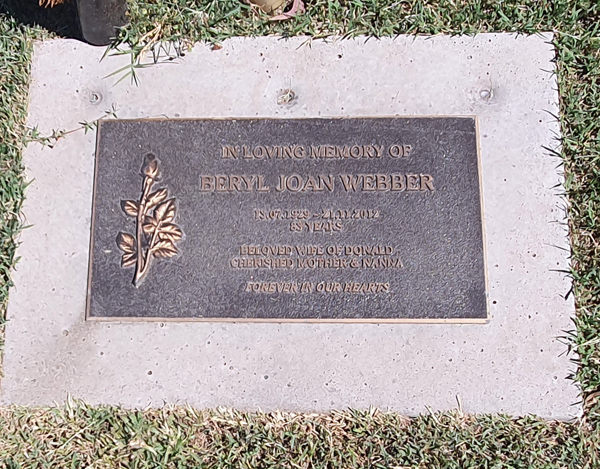 IN LOVING MEMORY OF
BERYL JOAN WEBBER
BELOVED WIFE OF DONALD
CHERISHED MOTHER & NANNA
FOREVER IN OUR HEARTS